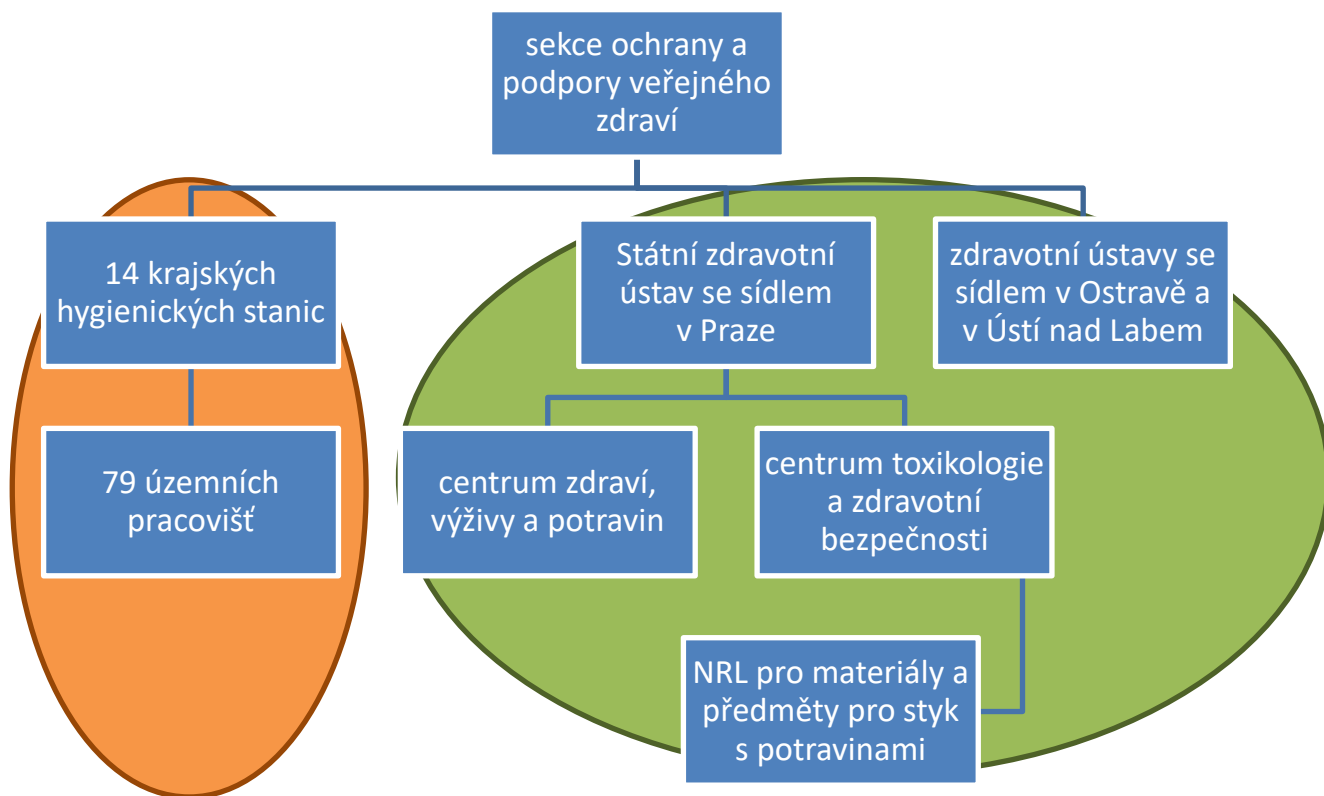 sekce ochrany a
podpory veřejného
zdraví
14 krajských
hygienických stanic
Státní zdravotní
ústav se sídlem
v Praze
zdravotní ústavy se
sídlem v Ostravě a
v Ústí nad Labem
79 územních
pracovišť
centrum zdraví,
výživy a potravin
centrum toxikologie
a zdravotní
bezpečnosti
NRL pro materiály a
předměty pro styk
s potravinami